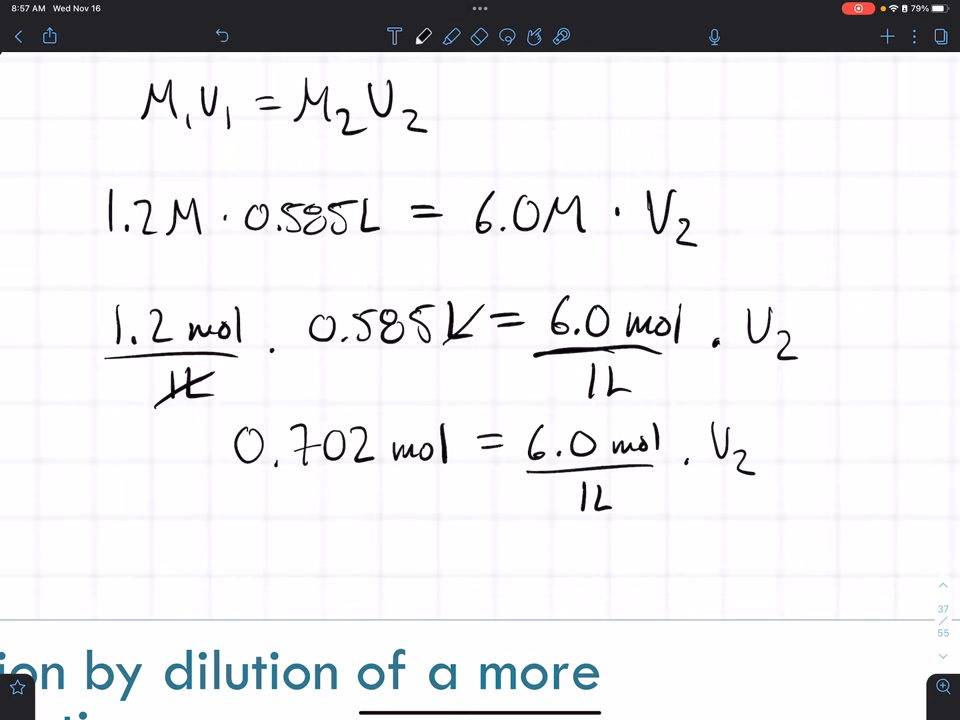 8:57 AM Wed Nov 16
79%
M₁V₁ = M₂V₂
1.2M · 0.585L = 6.0M · V₂
1.2 mol / 1L · 0.585L = 6.0 mol / 1L · V₂
0.702 mol = 6.0 mol / 1L · V₂
37
/
55
ion by dilution of a more